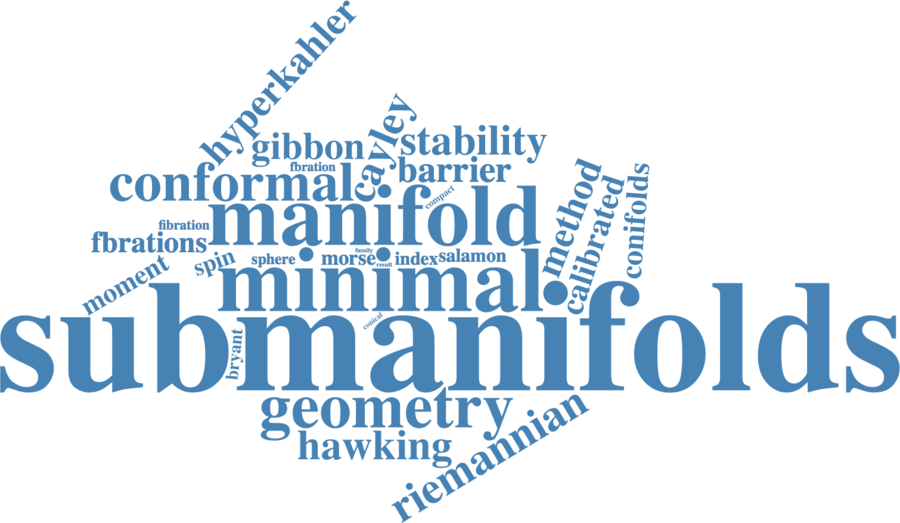 hyperkahler
gibbon
cayley
stability
fbration
barrier
conformal
compact
method
calibrated
conifolds
manifold
fibration
fbrations
family
morse
index
salamon
sphere
result
spin
moment
minimal
conical
submanifolds
bryant
geometry
riemannian
hawking